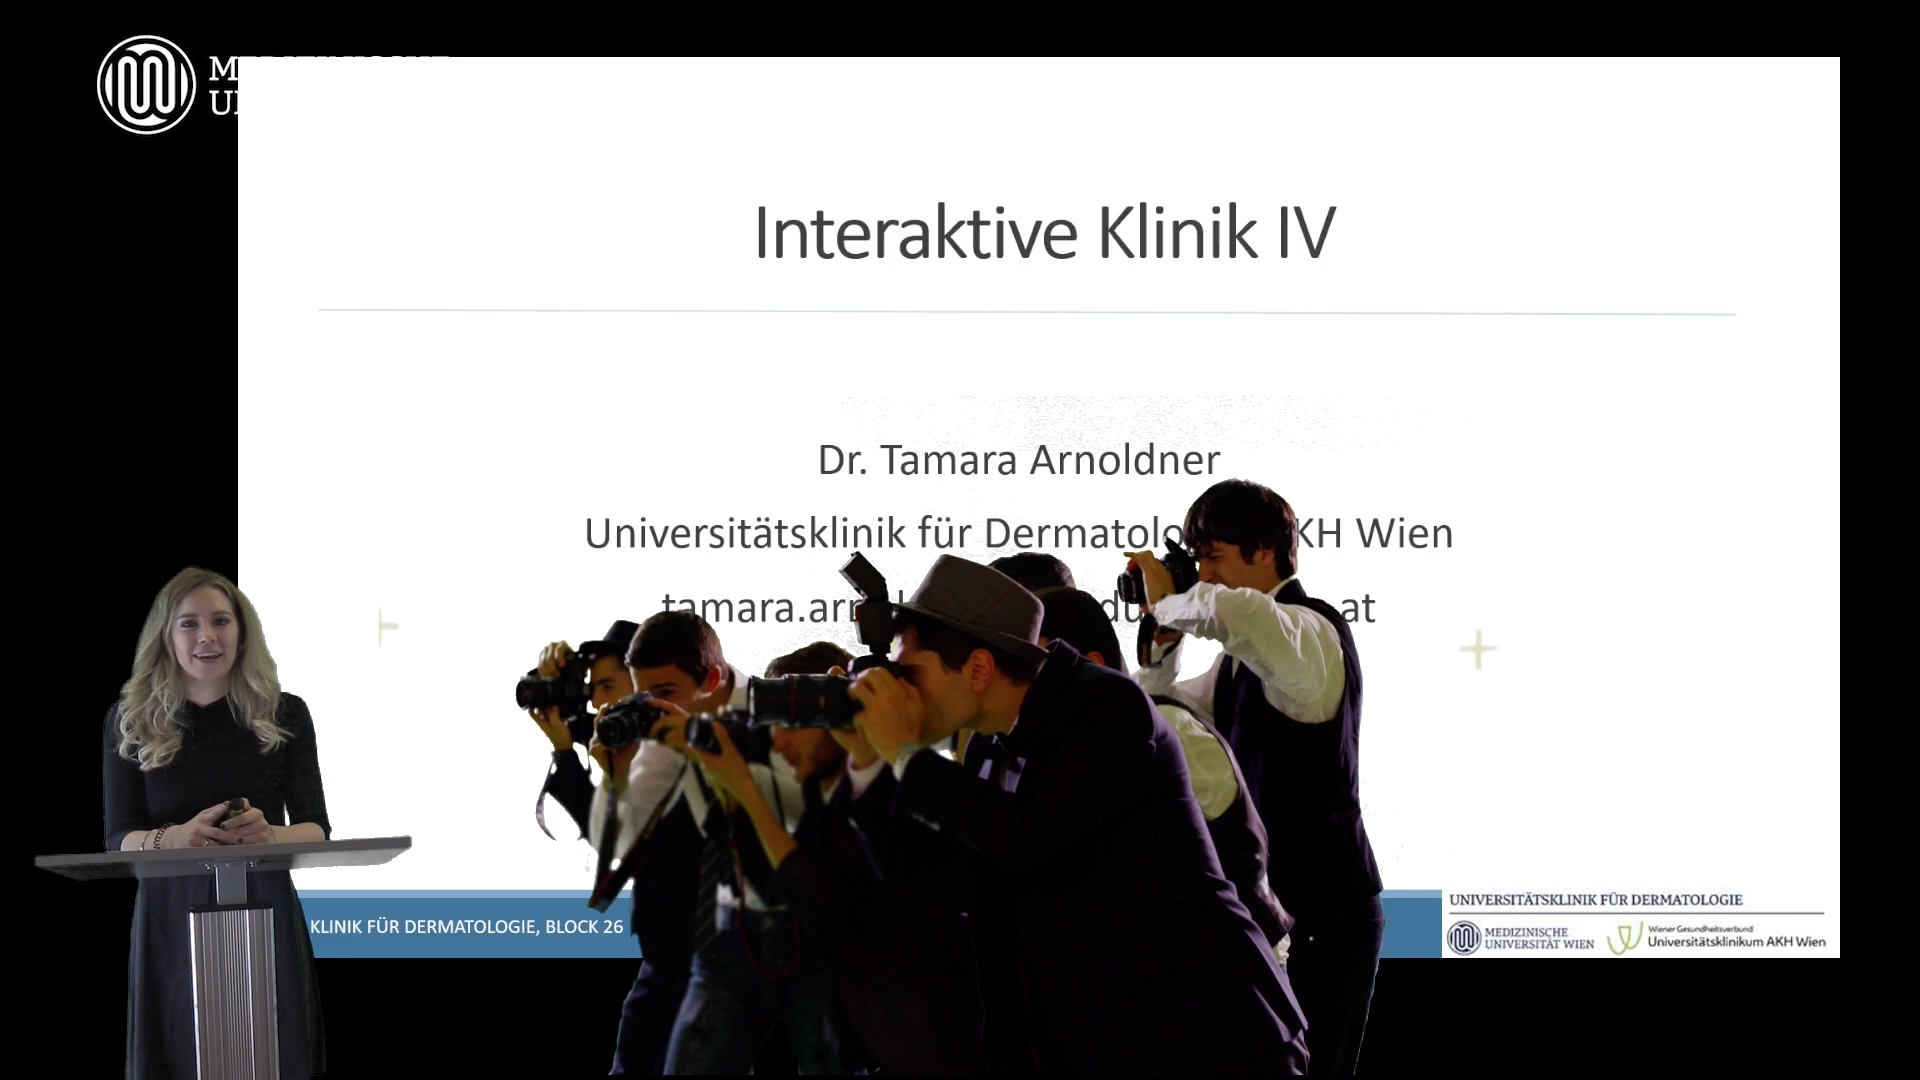 Interaktive Klinik IV
Dr. Tamara Arnoldner
Universitätsklinik für KH Wien
at
KLINIK FÜR DERMATOLOGIE, BLOCK 26
UNIVERSITÄTSKLINIK FÜR DERMATOLOGIE
MEDIZINISCHE
UNIVERSITÄT WIEN
Wiener Gesundheitsverbund
Universitätsklinikum AKH Wien